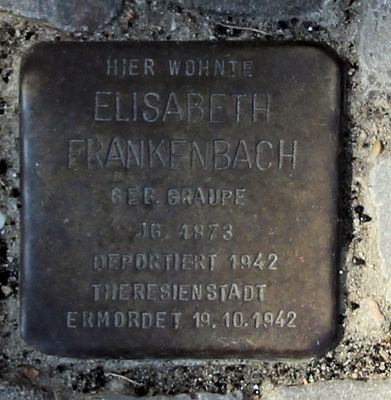 HIER WOHNTE
ELISABETH
FRANKENBACH
GEB. GRAUPE
JG. 1873
DEPORTIERT 1942
THERESIENSTADT
ERMORDET 19.10.1942